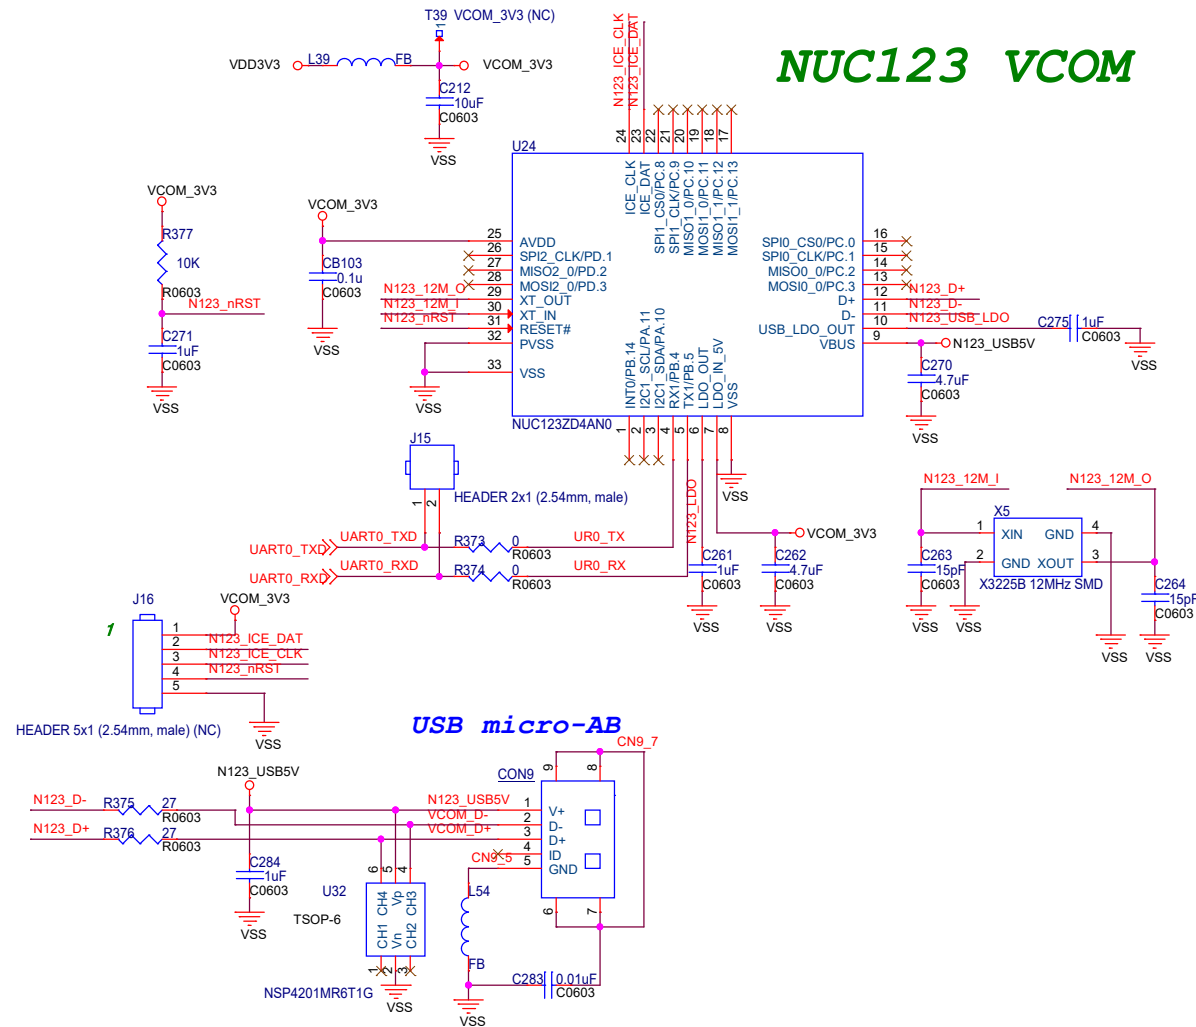 T39 VCOM_3V3 (NC)
1
NUC123 VCOM
VDD3V3
L39
FB
VCOM_3V3
C212
10uF
C0603
VSS
N123_ICE_CLK
N123_ICE_DAT
24
23
22
21
20
19
18
17
U24
ICE_CLK
ICE_DAT
SPI1_CS0/PC.8
SPI1_CLK/PC.9
MISO1_0/PC.10
MOSI1_0/PC.11
MISO1_1/PC.12
MOSI1_1/PC.13
VCOM_3V3
R377
10K
R0603
N123_nRST
C271
1uF
C0603
VSS
VCOM_3V3
CB103
0.1u
C0603
VSS
N123_12M_O
N123_12M_I
N123_nRST
25 AVDD
26 SPI2_CLK/PD.1
27 MISO2_0/PD.2
28 MOSI2_0/PD.3
29 XT_OUT
30 XT_IN
31 RESET#
32 PVSS
33 VSS
VSS
SPI0_CS0/PC.0 16
SPI0_CLK/PC.1 15
MISO0_0/PC.2 14
MOSI0_0/PC.3 13
D+ 12 N123_D+
D- 11 N123_D-
USB_LDO_OUT 10 N123_USB_LDO
VBUS 9 N123_USB5V
C275
1uF
C0603
VSS
C270
4.7uF
C0603
VSS
INT0/PB.14
I2C1_SCL/PA.11
I2C1_SDA/PA.10
RX1/PB.4
TX1/PB.5
LDO_OUT
LDO_IN_5V
VSS
NUC123ZD4AN0
1
2
3
4
5
6
7
8
VSS
J15
1
2
HEADER 2x1 (2.54mm, male)
UART0_TXD
UART0_TXD
R373
0
R0603
UR0_TX
UART0_RXD
UART0_RXD
R374
0
R0603
UR0_RX
N123_LDO
C261
1uF
C0603
VSS
VCOM_3V3
C262
4.7uF
C0603
VSS
N123_12M_I
N123_12M_O
X5
1 XIN GND 4
2 GND XOUT 3
X3225B 12MHz SMD
C263
15pF
C0603
VSS
VSS
VSS
C264
15pF
C0603
VSS
J16
1
VCOM_3V3
1
2 N123_ICE_DAT
3 N123_ICE_CLK
4 N123_nRST
5
VSS
HEADER 5x1 (2.54mm, male) (NC)
USB micro-AB
CN9_7
CON9
9
8
N123_USB5V
N123_D-
R375
27
R0603
N123_D+
R376
27
R0603
C284
1uF
C0603
VSS
N123_USB5V 1 V+
VCOM_D- 2 D-
VCOM_D+ 3 D+
4 ID
CN9_5 5 GND
6
7
6
5
4
U32
TSOP-6
CH4
Vp
CH3
CH1
Vn
CH2
1
2
3
NSP4201MR6T1G
VSS
L54
FB
VSS
C283
0.01uF
C0603